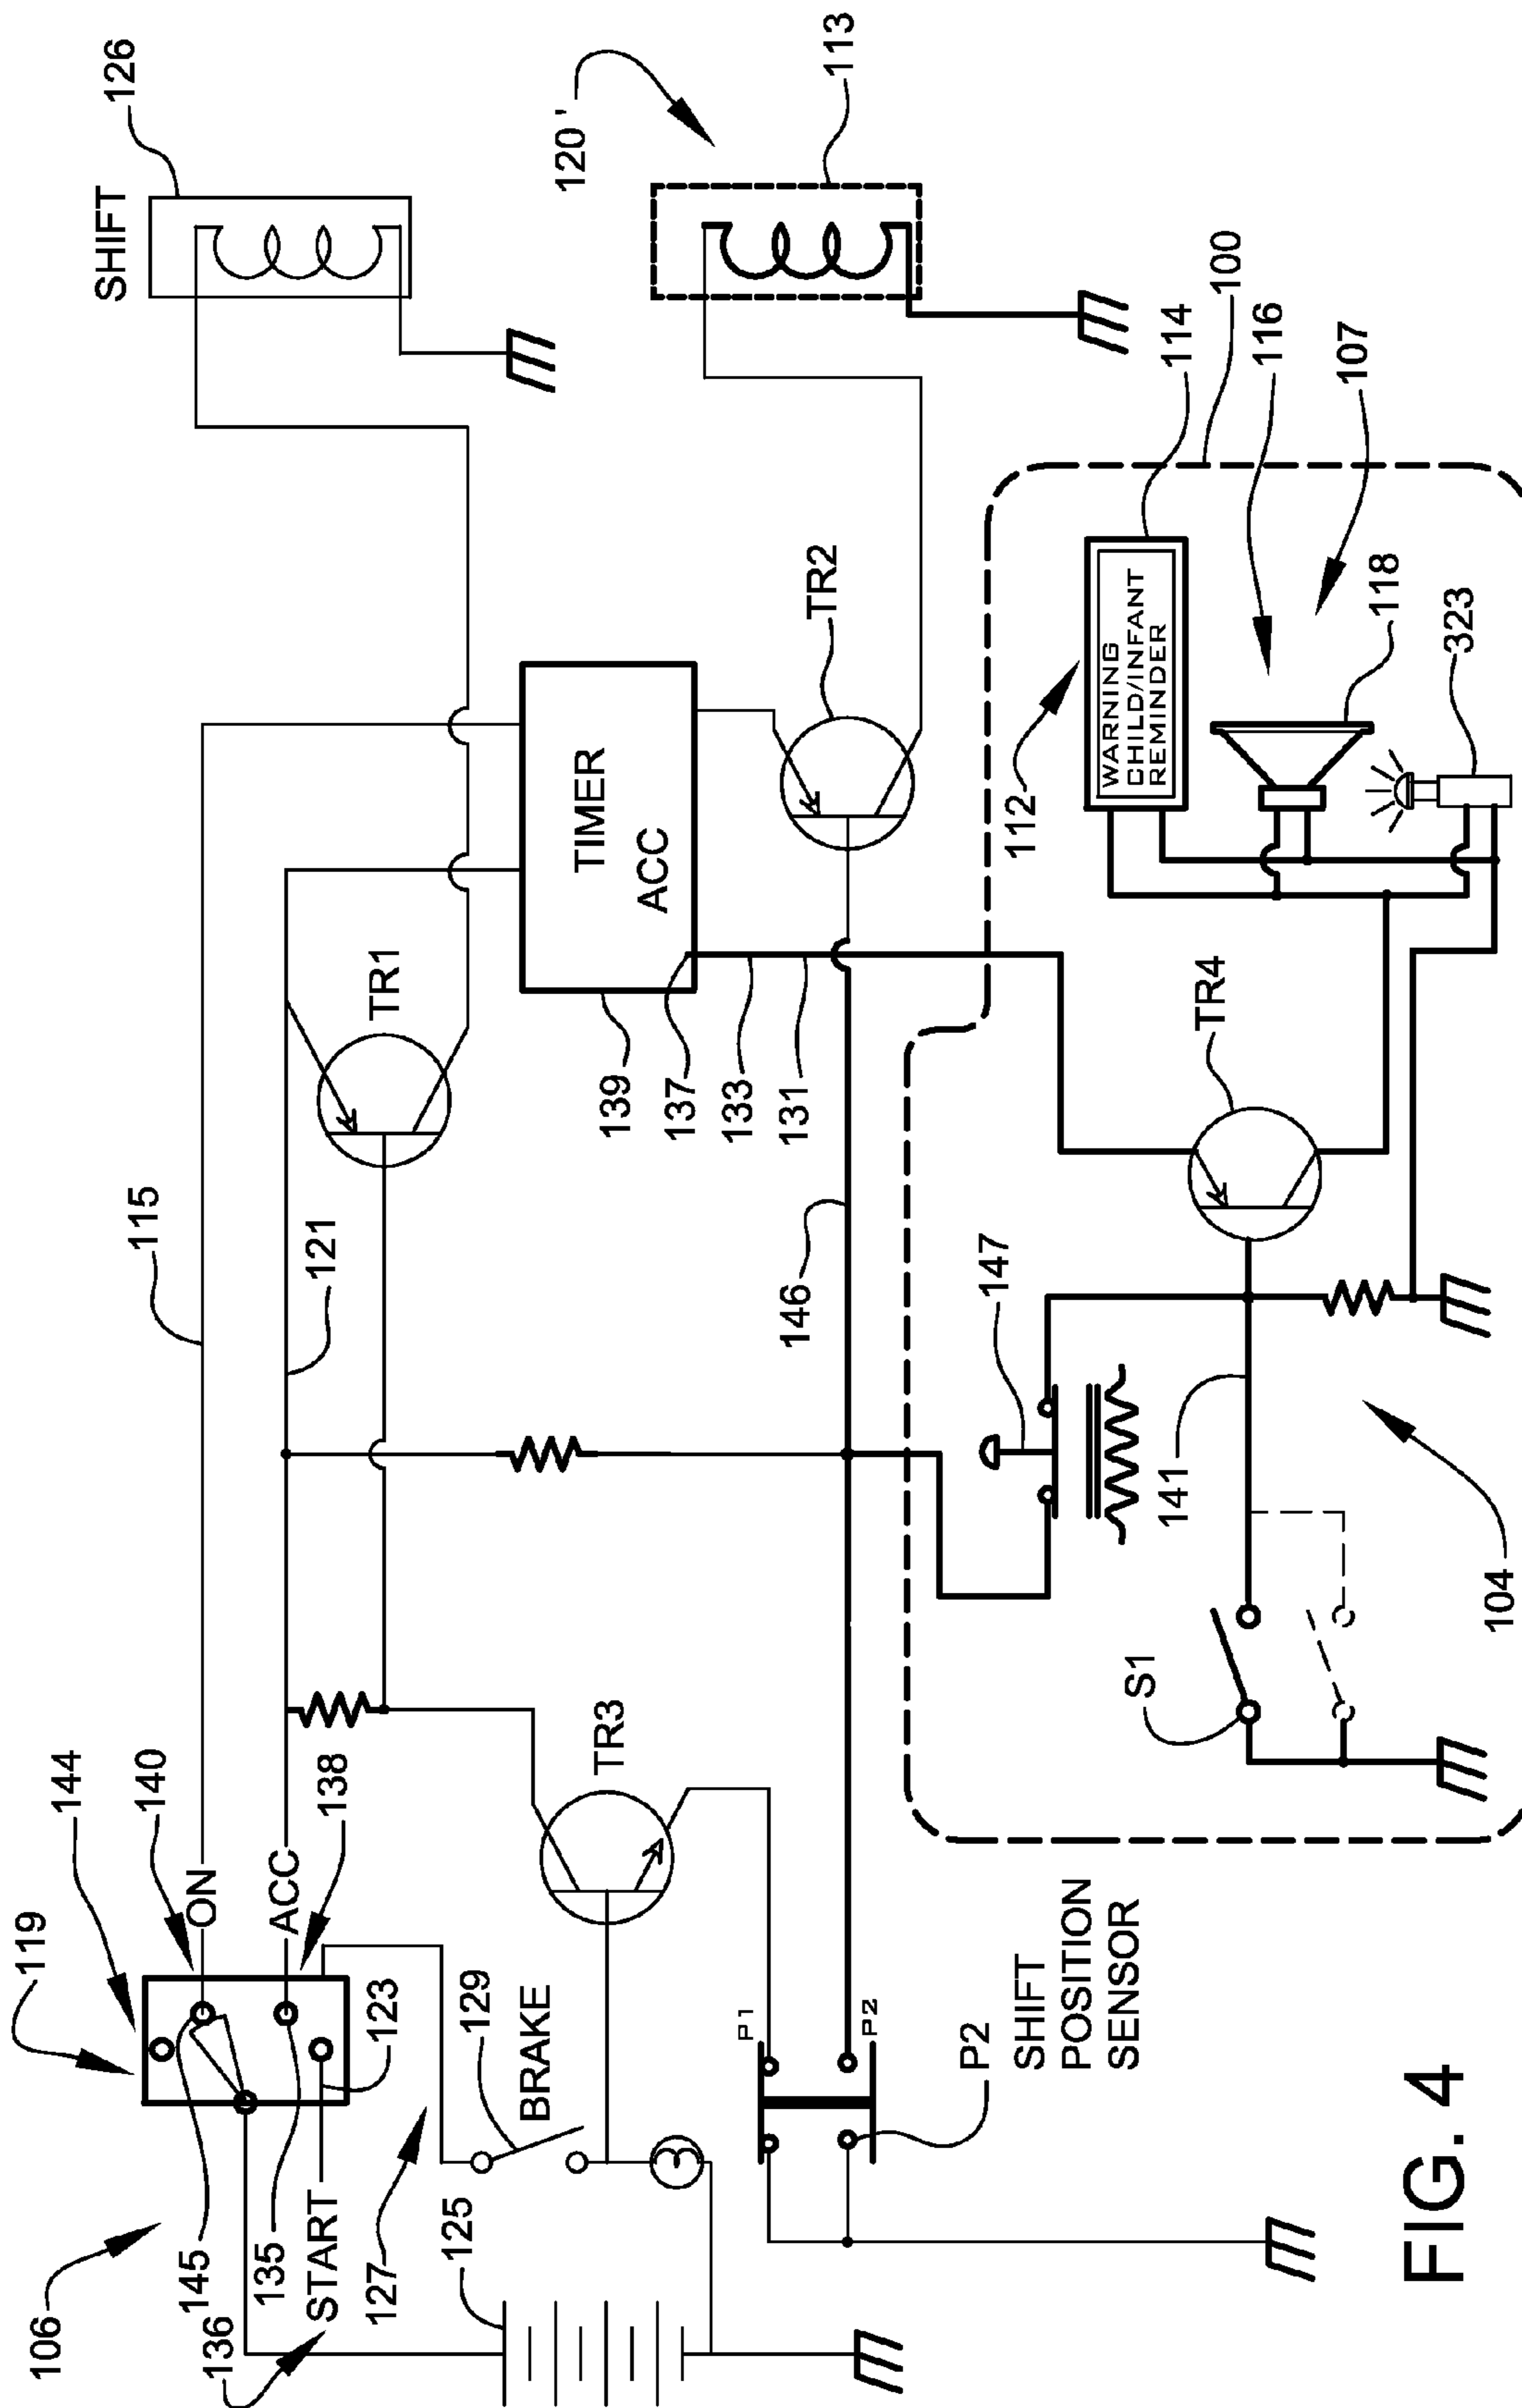 SHIFT
126
120'
113
115
121
TR1
TIMER
ACC
139
137
133
131
TR2
146
106
119
144
140
145
135
136
START
123
ON
ACC
138
127
125
BRAKE
129
TR3
P1
P2
P2
SHIFT
POSITION
SENSOR
147
141
S1
104
TR4
112
WARNING
CHILD/INFANT
REMINDER
114
100
116
107
118
323
FIG. 4